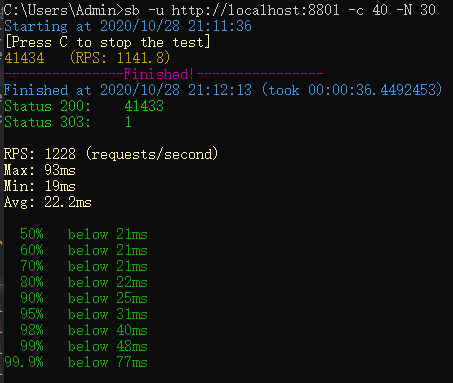 C:\Users\Admin>sb -u http://localhost:8801 -c 40 -N 30
Starting at 2020/10/28 21:11:36
[Press C to stop the test]
41434 (RPS: 1141.8)
---------------Finished!----------------
Finished at 2020/10/28 21:12:13 (took 00:00:36.4492453)
Status 200: 41433
Status 303: 1
RPS: 1228 (requests/second)
Max: 93ms
Min: 19ms
Avg: 22.2ms
50% below 21ms
60% below 21ms
70% below 21ms
80% below 22ms
90% below 25ms
95% below 31ms
98% below 40ms
99% below 48ms
99.9% below 77ms